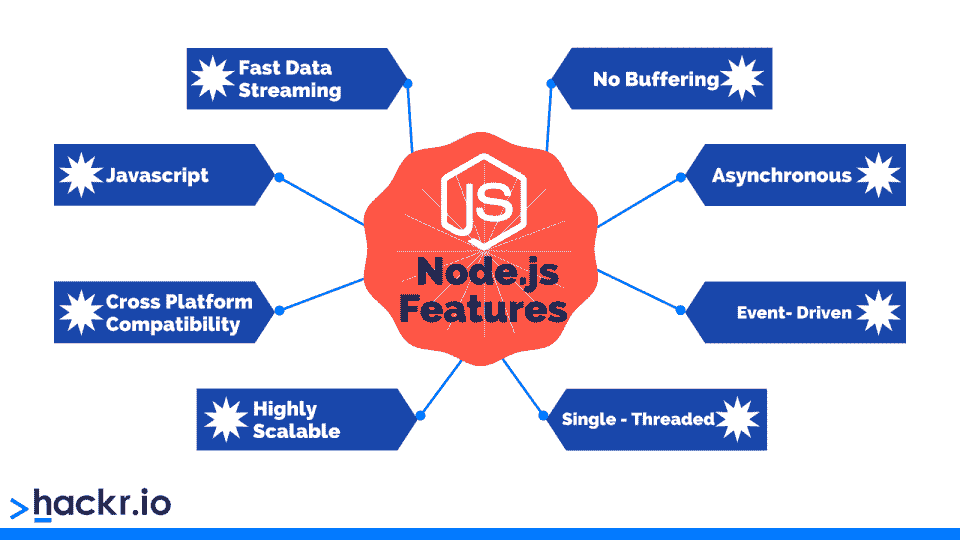 Fast Data
Streaming
No Buffering
Javascript
Asynchronous
JS
Node.js
Features
Cross Platform
Compatibility
Event- Driven
Highly
Scalable
Single - Threaded
>hackr.io